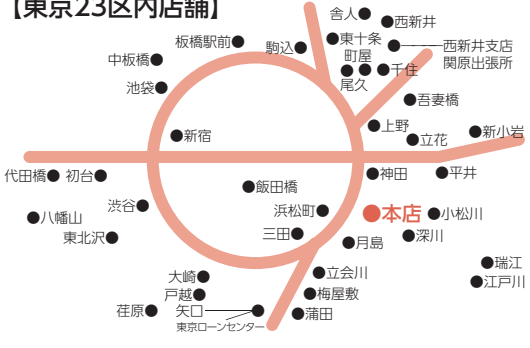 【東京23区内店舗】
舎人
西新井
板橋駅前
駒込
東十条
町屋
西新井支店
関原出張所
中板橋
千住
尾久
池袋
吾妻橋
新宿
上野
立花
新小岩
代田橋
初台
飯田橋
神田
平井
渋谷
浜松町
本店
小松川
八幡山
東北沢
三田
月島
深川
瑞江
大崎
立会川
江戸川
戸越
梅屋敷
荏原
矢口
蒲田
東京ローンセンター